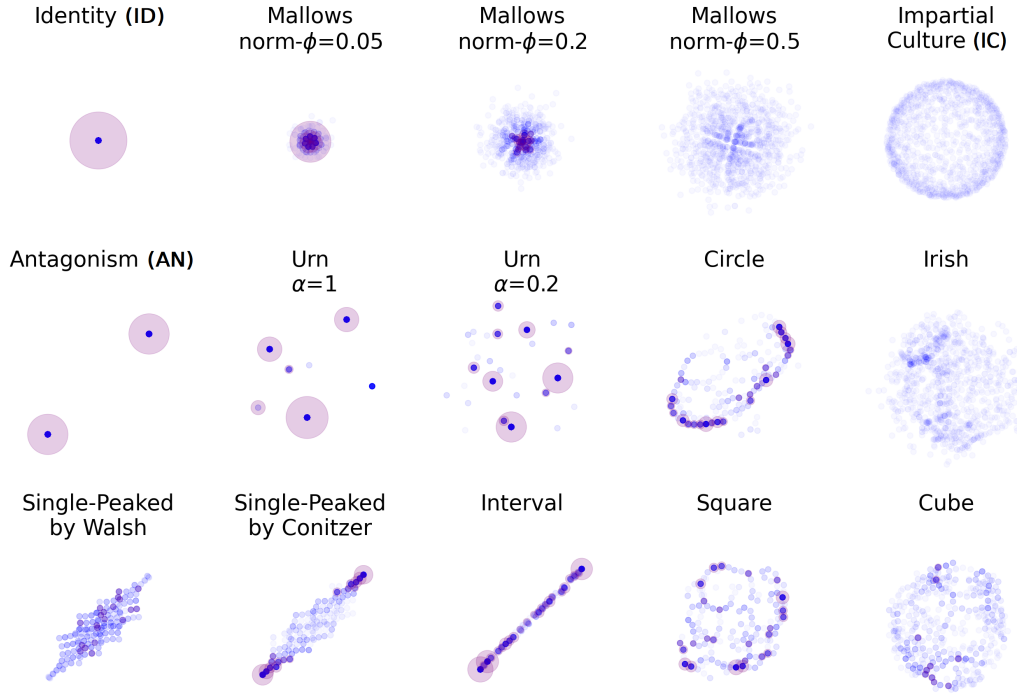 Identity (ID)
Mallows
norm-ϕ=0.05
Mallows
norm-ϕ=0.2
Mallows
norm-ϕ=0.5
Impartial
Culture (IC)
Antagonism (AN)
Urn
α=1
Urn
α=0.2
Circle
Irish
Single-Peaked
by Walsh
Single-Peaked
by Conitzer
Interval
Square
Cube